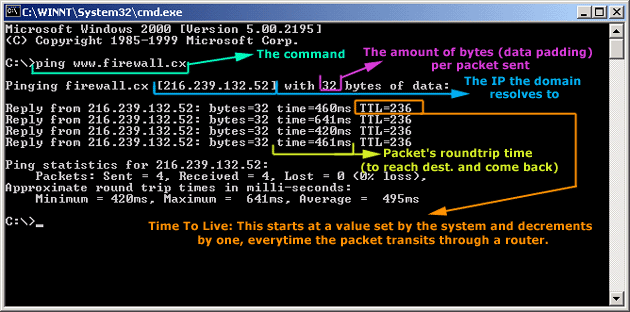 C:\WINNT\System32\cmd.exe
Microsoft Windows 2000 [Version 5.00.2195]
(C) Copyright 1985-1999 Microsoft Corp.
C:\>ping www.firewall.cx
The command
The amount of bytes (data padding)
per packet sent
Pinging firewall.cx [216.239.132.52] with 32 bytes of data:
The IP the domain
resolves to
Reply from 216.239.132.52: bytes=32 time=460ms TTL=236
Reply from 216.239.132.52: bytes=32 time=641ms TTL=236
Reply from 216.239.132.52: bytes=32 time=420ms TTL=236
Reply from 216.239.132.52: bytes=32 time=461ms TTL=236
Packet's roundtrip time
(to reach dest. and come back)
Ping statistics for 216.239.132.52:
Packets: Sent = 4, Received = 4, Lost = 0 (0% loss),
Approximate round trip times in milli-seconds:
Minimum = 420ms, Maximum = 641ms, Average = 495ms
C:\>_
Time To Live: This starts at a value set by the system and decrements
by one, everytime the packet transits through a router.